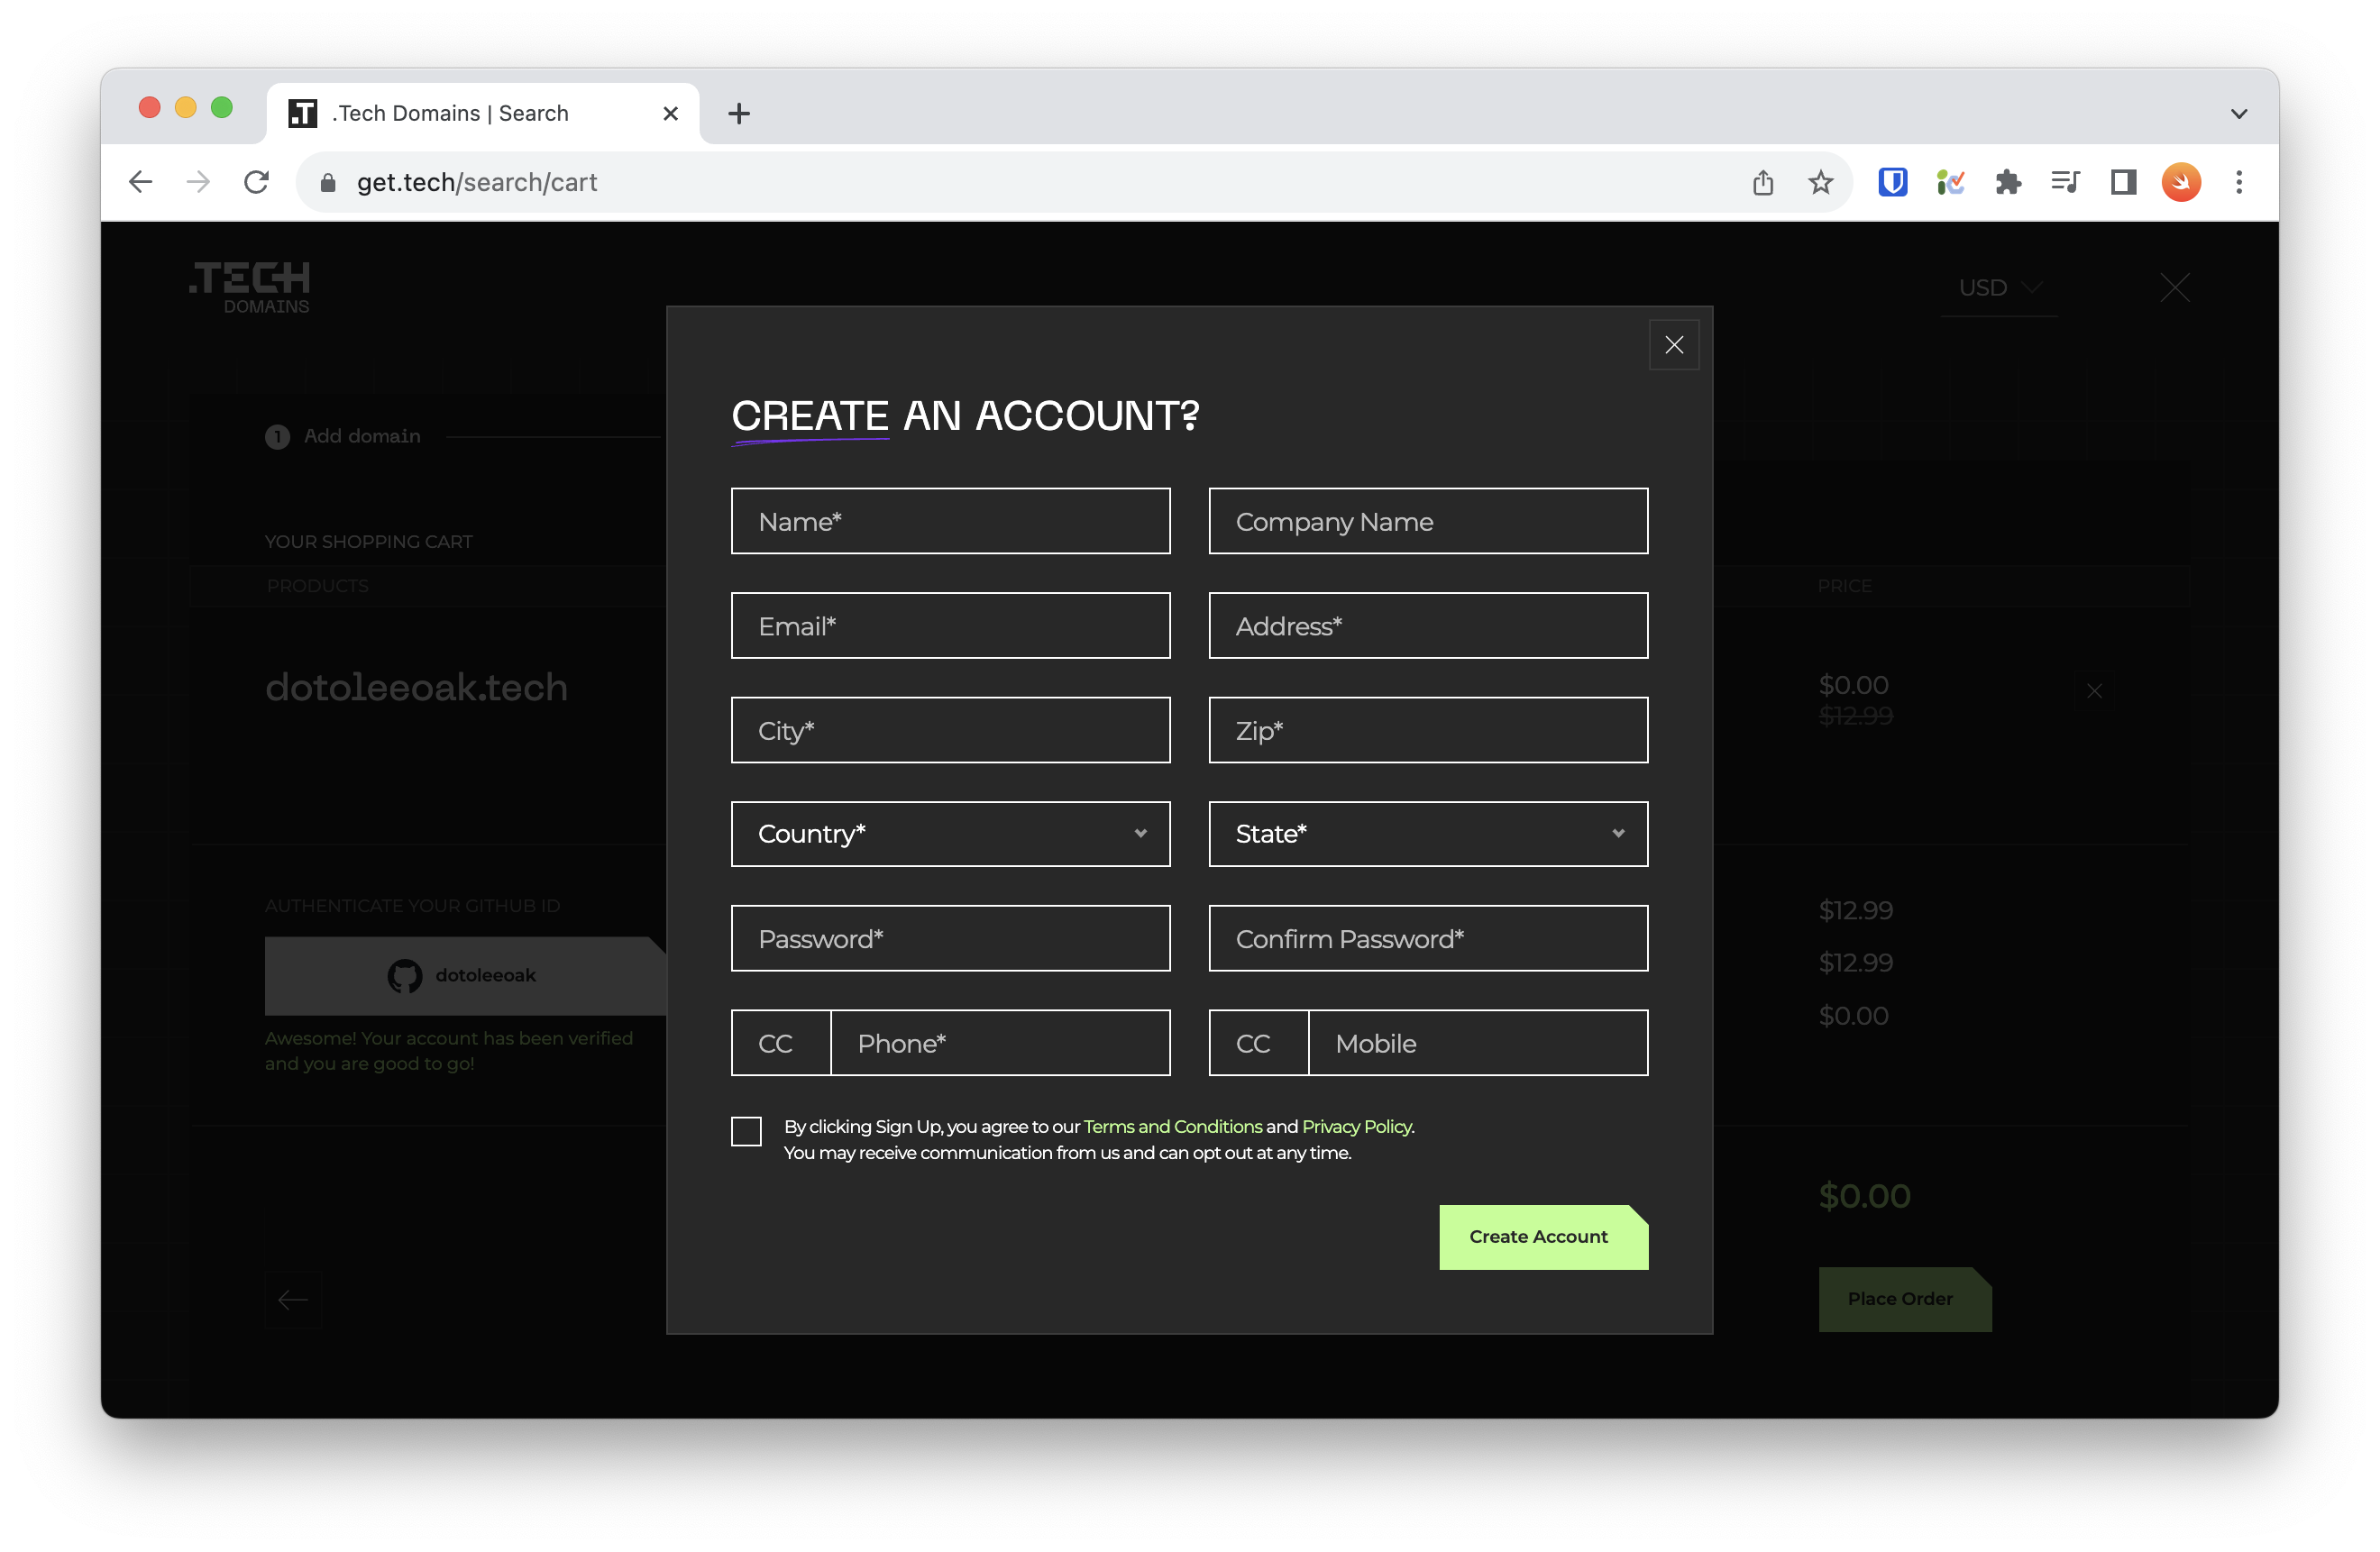 .Tech Domains | Search
get.tech/search/cart
.TECH
DOMAINS
USD
1 Add domain
YOUR SHOPPING CART
PRODUCTS
PRICE
dotoleeoak.tech
$0.00
$12.99
AUTHENTICATE YOUR GITHUB ID
dotoleeoak
Awesome! Your account has been verified
and you are good to go!
$12.99
$12.99
$0.00
$0.00
Place Order
CREATE AN ACCOUNT?
Name*
Company Name
Email*
Address*
City*
Zip*
Country*
State*
Password*
Confirm Password*
CC
Phone*
CC
Mobile
By clicking Sign Up, you agree to our Terms and Conditions and Privacy Policy.
You may receive communication from us and can opt out at any time.
Create Account